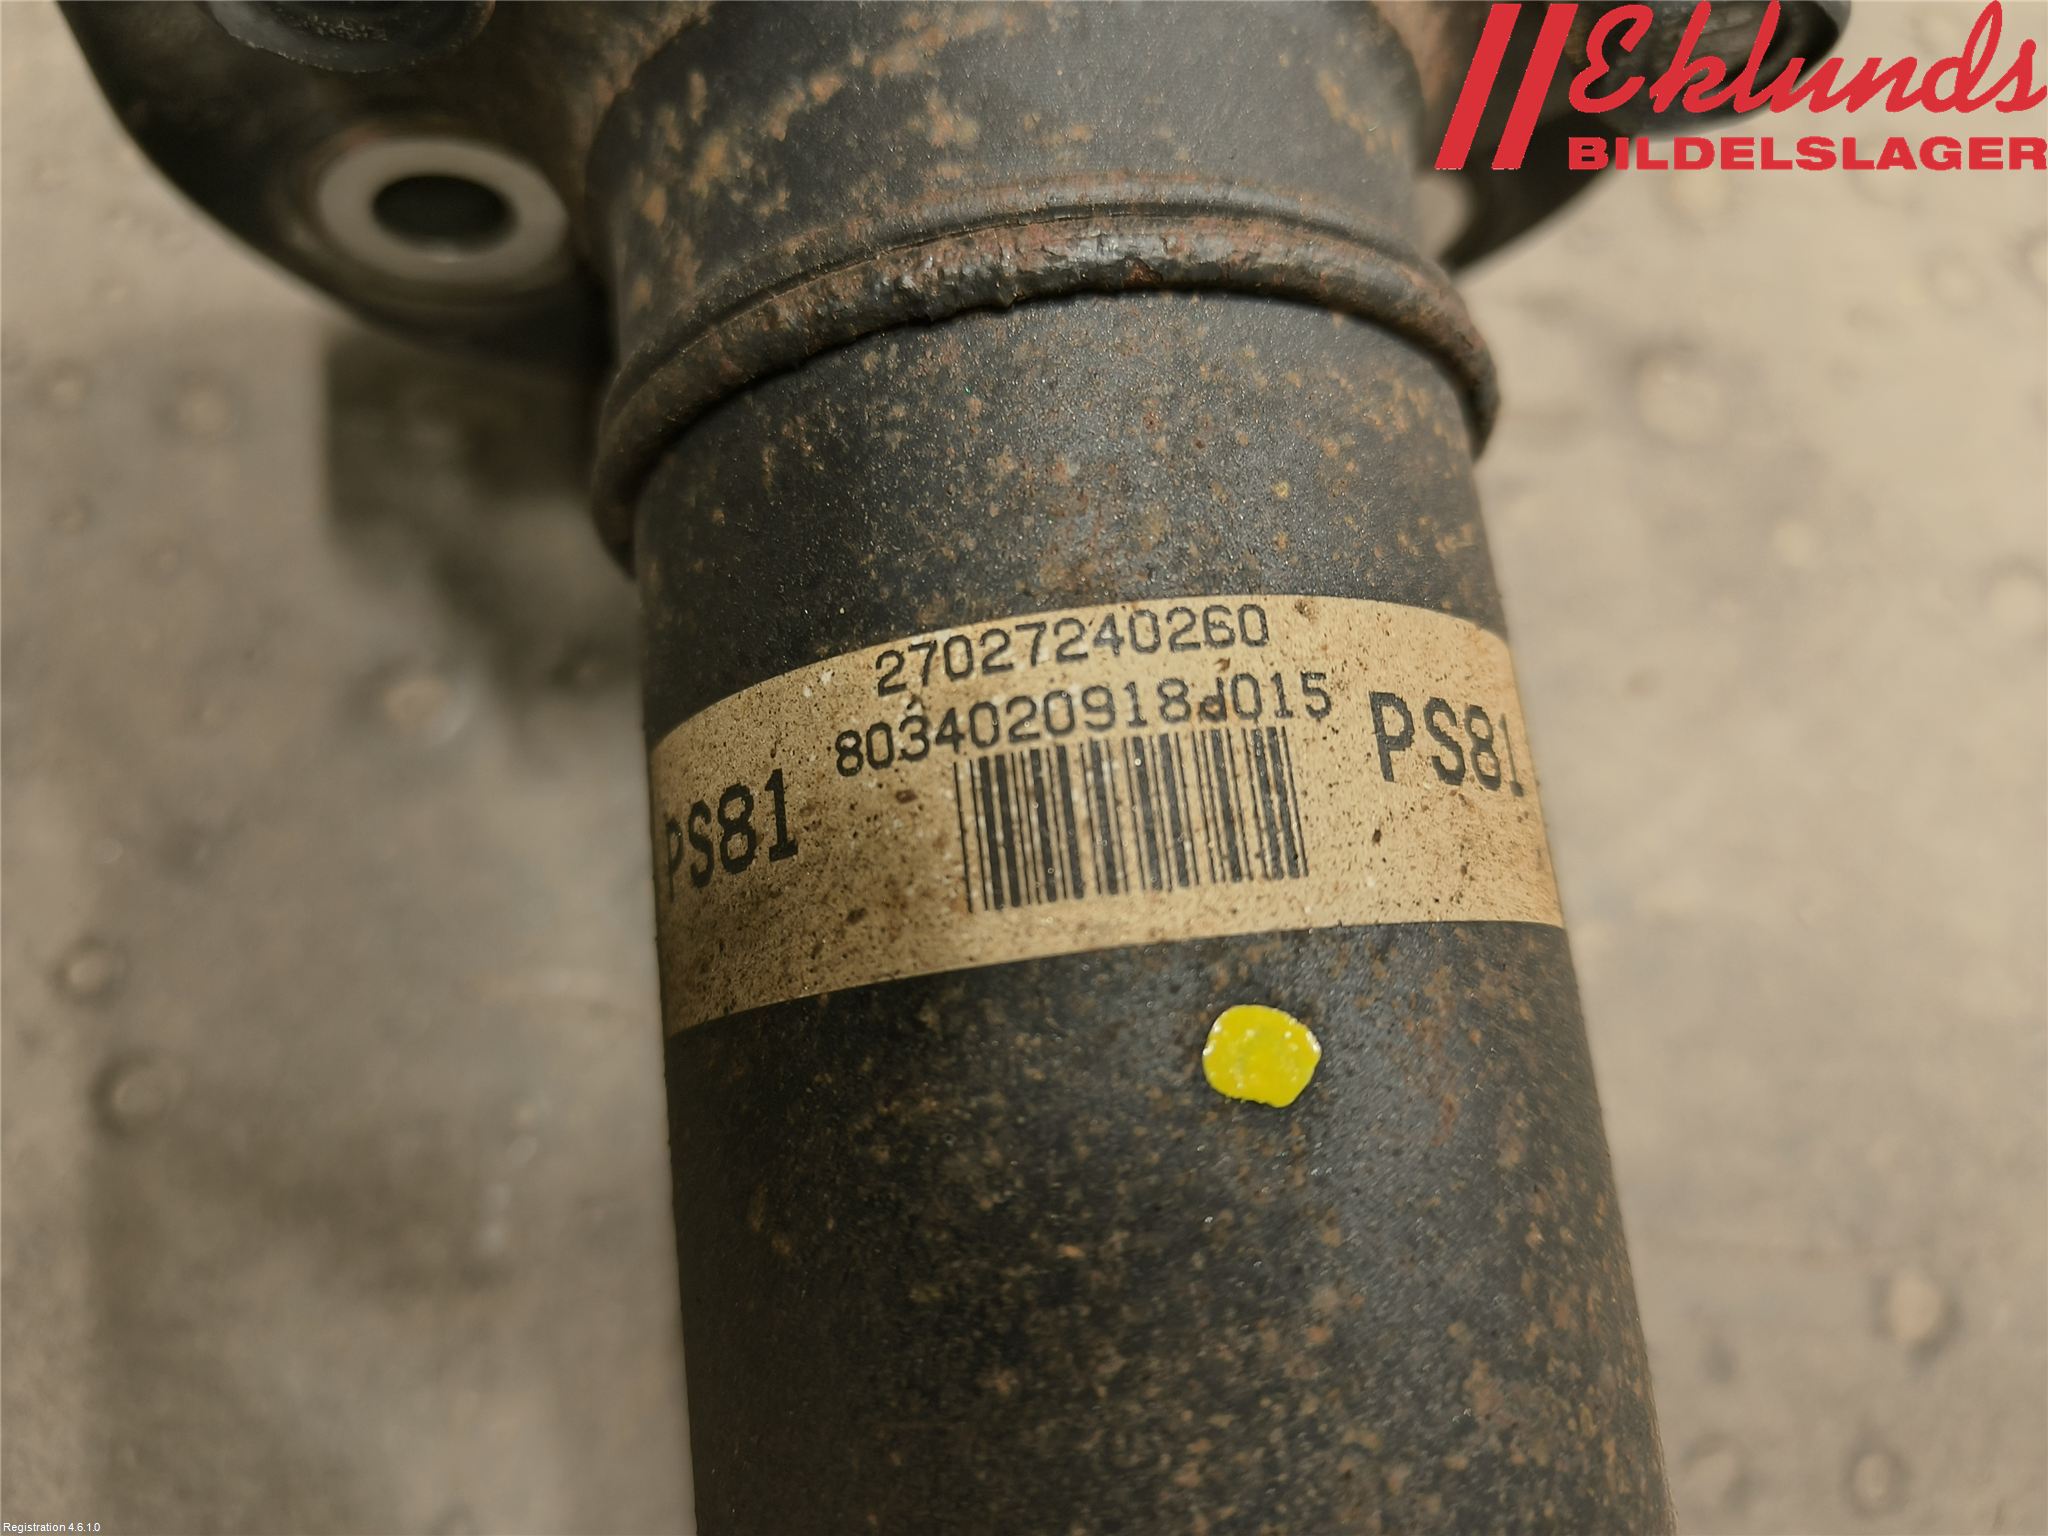 Eklunds
BILDELSLAGER
27027240260
8034020918d015
PS81
PS81
Registration 4.6.1.0